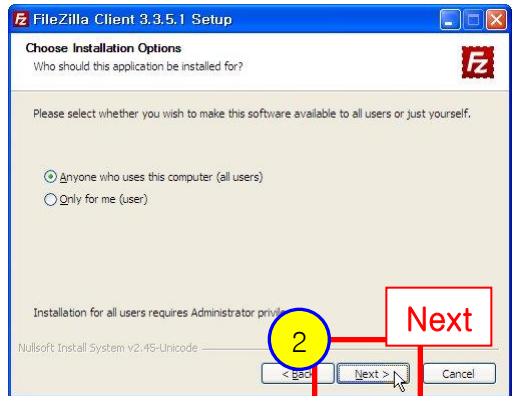 FileZilla Client 3.3.5.1 Setup
Choose Installation Options
Who should this application be installed for?
Fz
Please select whether you wish to make this software available to all users or just yourself.
Anyone who uses this computer (all users)
Only for me (user)
Installation for all users requires Administrator
Next
2
Nullsoft Install System v2.45-Unicode
< Back
Next >
Cancel